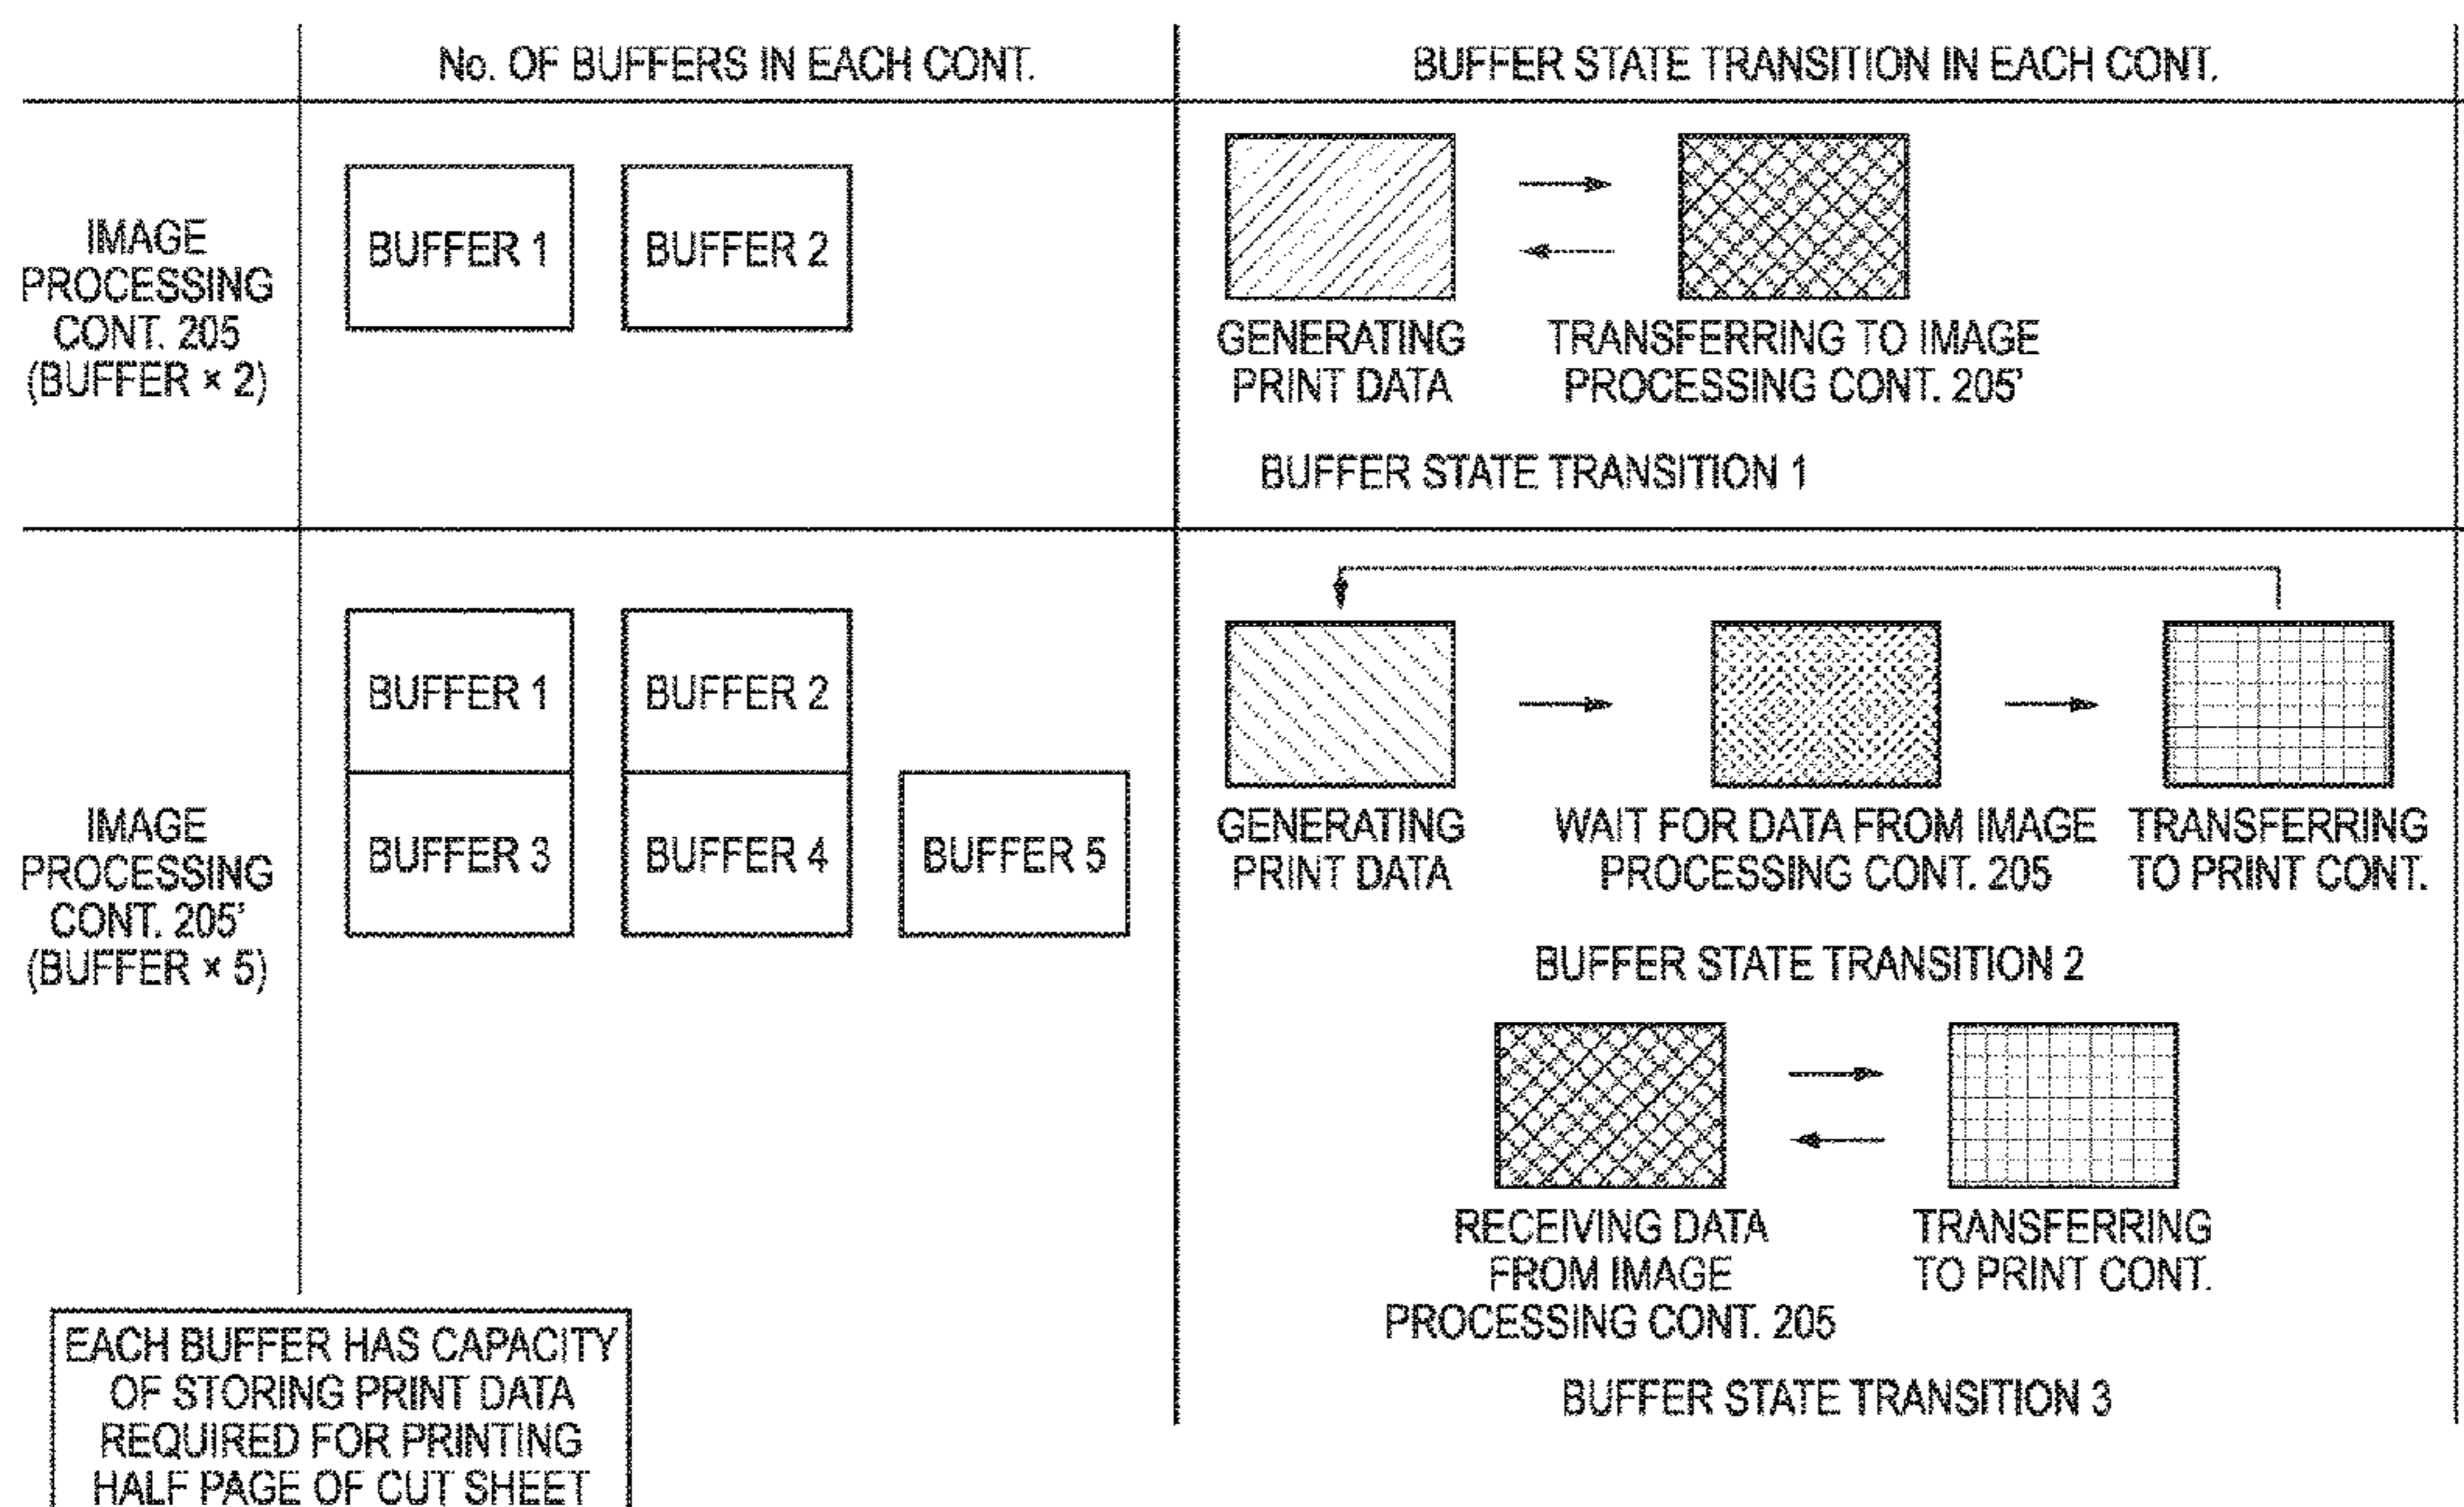 No. OF BUFFERS IN EACH CONT.
BUFFER STATE TRANSITION IN EACH CONT.
IMAGE
PROCESSING
CONT. 205
(BUFFER × 2)
BUFFER 1
BUFFER 2
GENERATING
PRINT DATA
TRANSFERRING TO IMAGE
PROCESSING CONT. 205'
BUFFER STATE TRANSITION 1
IMAGE
PROCESSING
CONT. 205'
(BUFFER × 5)
BUFFER 1
BUFFER 2
BUFFER 3
BUFFER 4
BUFFER 5
GENERATING
PRINT DATA
WAIT FOR DATA FROM IMAGE
PROCESSING CONT. 205
TRANSFERRING
TO PRINT CONT.
BUFFER STATE TRANSITION 2
RECEIVING DATA
FROM IMAGE
PROCESSING CONT. 205
TRANSFERRING
TO PRINT CONT.
BUFFER STATE TRANSITION 3
EACH BUFFER HAS CAPACITY
OF STORING PRINT DATA
REQUIRED FOR PRINTING
HALF PAGE OF CUT SHEET